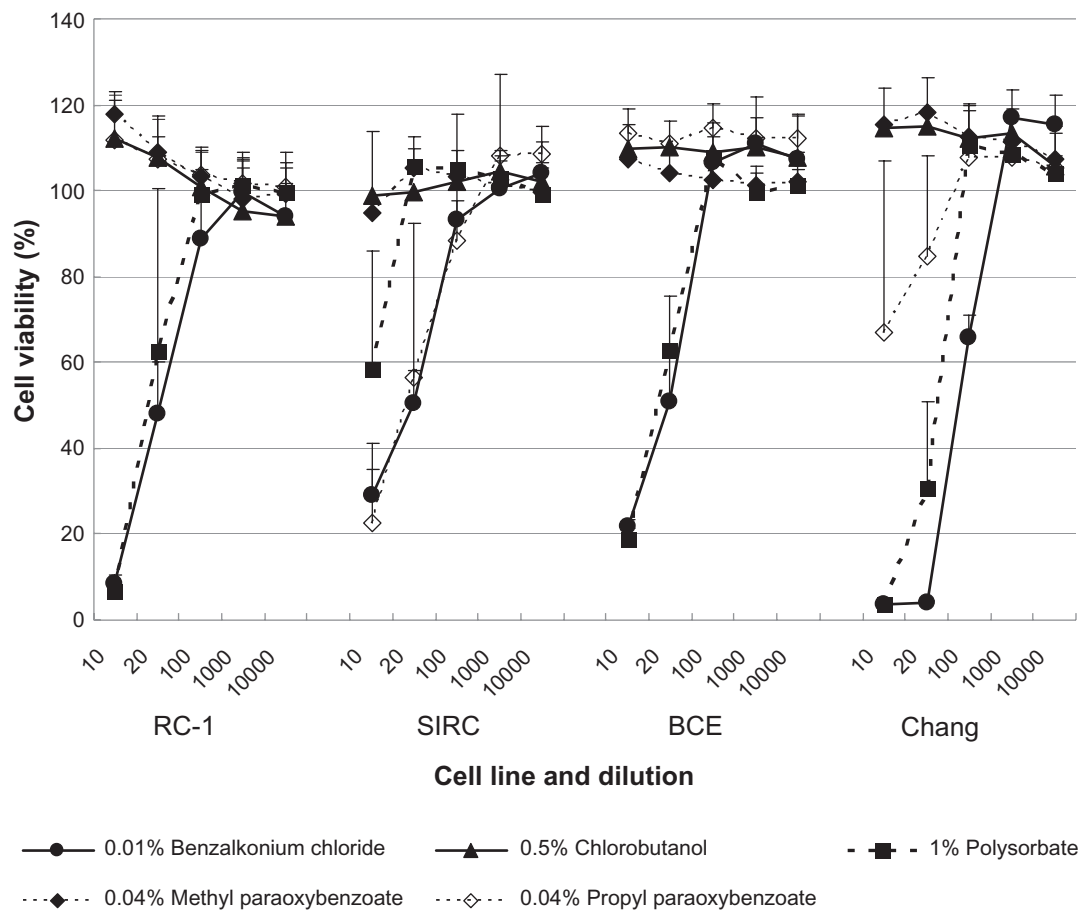 140
120
100
80
60
40
20
0
Cell viability (%)
10 20 100 1000 10000 10 20 100 1000 10000 10 20 100 1000 10000 10 20 100 1000 10000
RC-1 SIRC BCE Chang
Cell line and dilution
0.01% Benzalkonium chloride 0.5% Chlorobutanol 1% Polysorbate
0.04% Methyl paraoxybenzoate 0.04% Propyl paraoxybenzoate